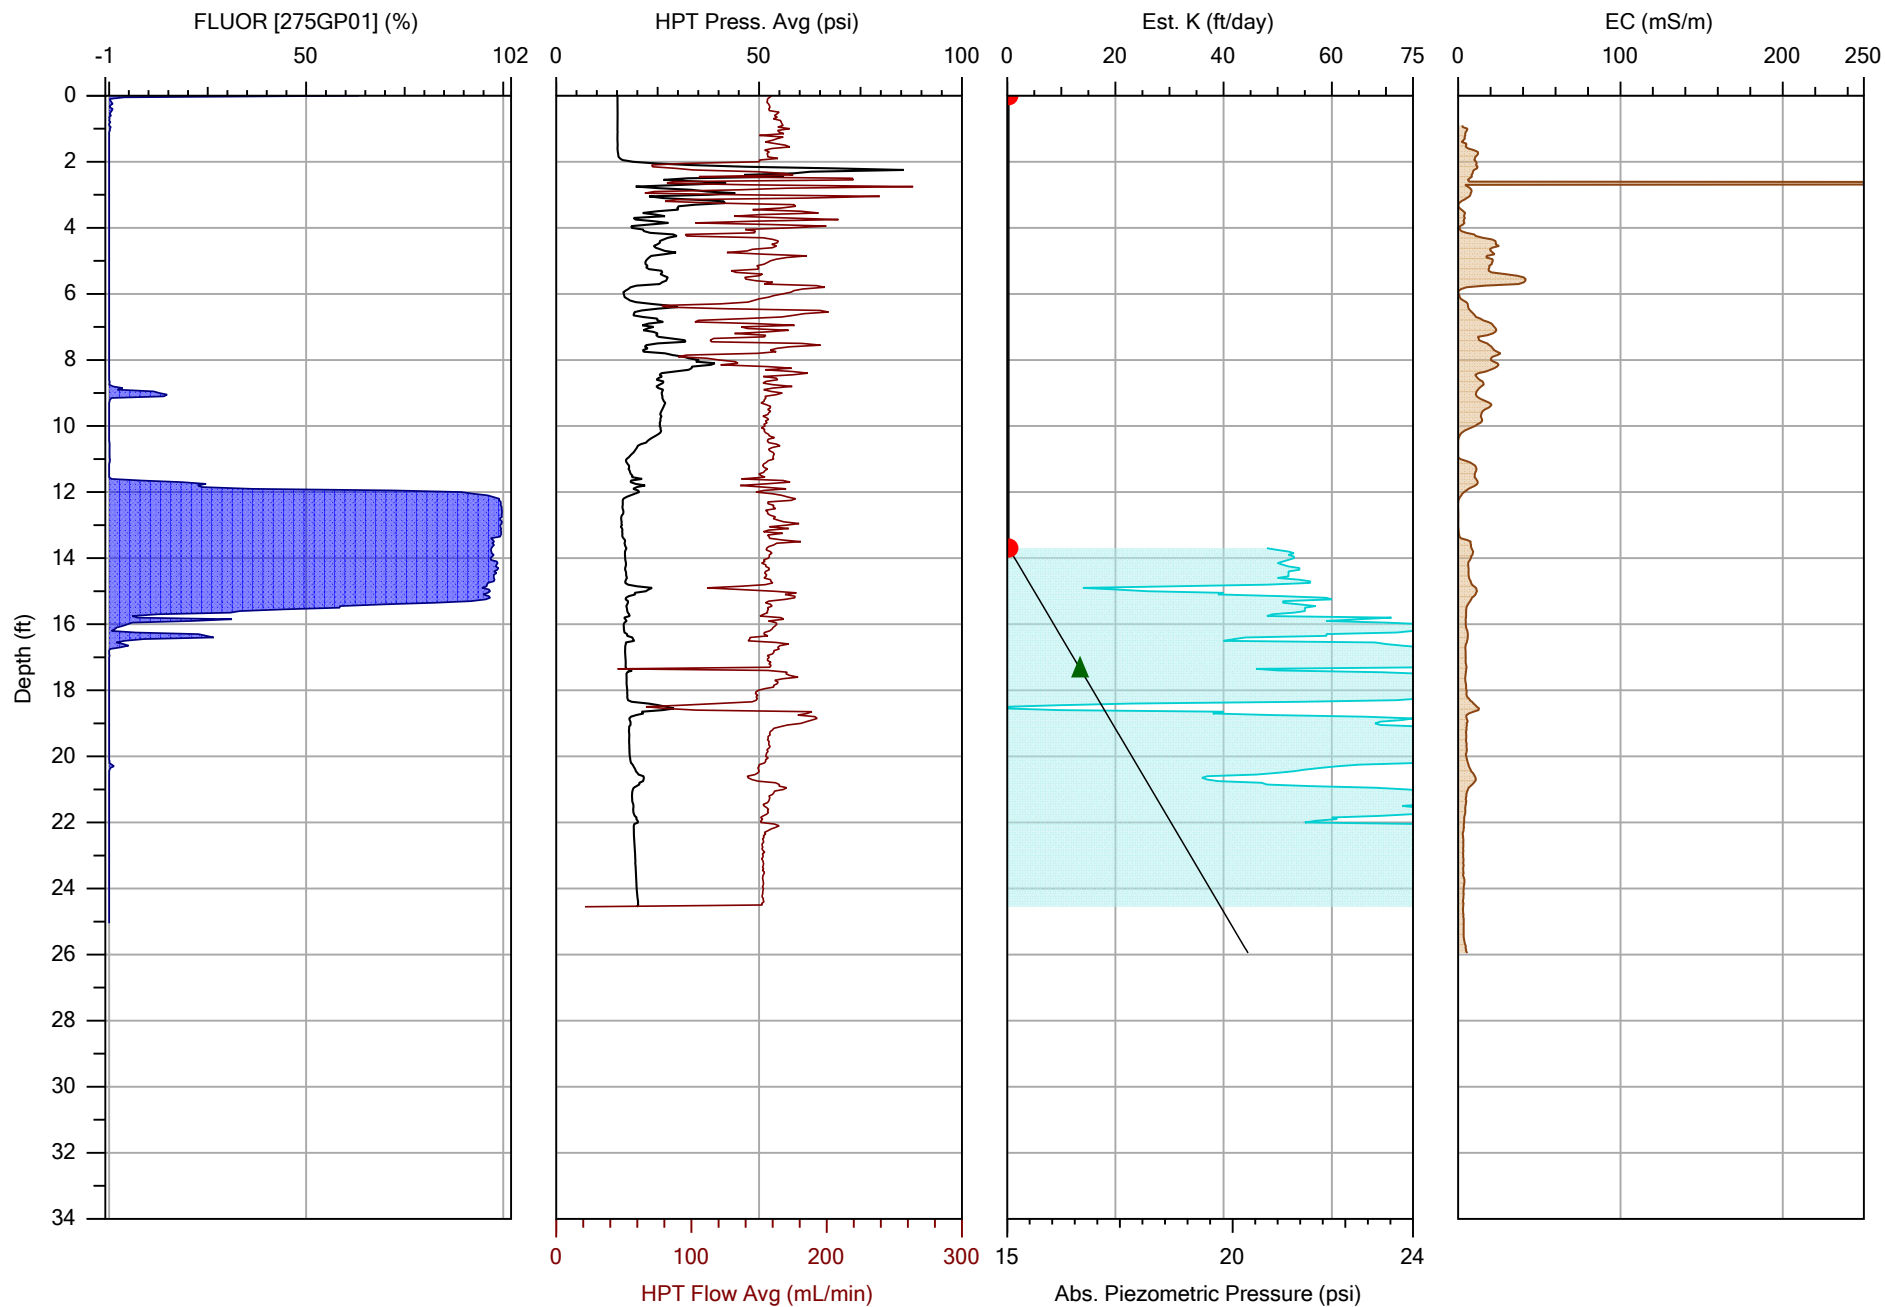 FLUOR [275GP01] (%)
HPT Press. Avg (psi)
Est. K (ft/day)
EC (mS/m)
-1 50 102
0 50 100
0 20 40 60 75
0 100 200 250
0
2
4
6
8
10
12
14
16
18
20
22
24
26
28
30
32
34
Depth (ft)
0 100 200 300
15 20 24
HPT Flow Avg (mL/min)
Abs. Piezometric Pressure (psi)